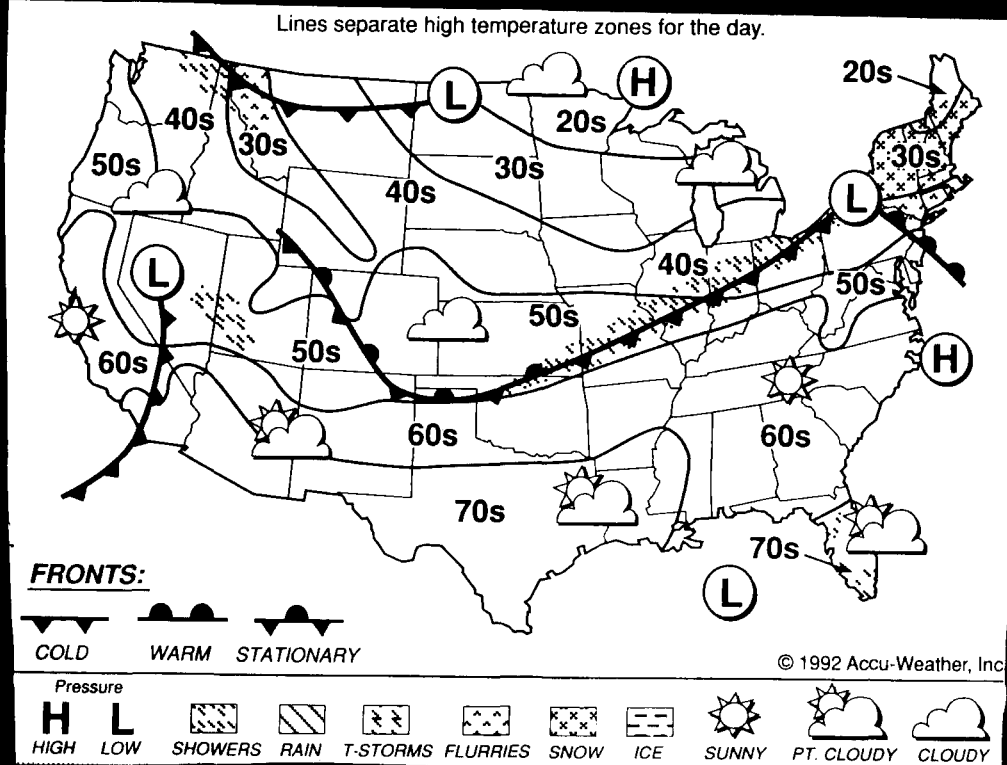 Lines separate high temperature zones for the day.
L
H
20s
20s
40s
30s
30s
30s
50s
40s
L
40s
L
50s
50s
60s
50s
H
60s
60s
70s
70s
L
FRONTS:
COLD WARM STATIONARY
© 1992 Accu-Weather, Inc
Pressure
H L
HIGH LOW SHOWERS RAIN T-STORMS FLURRIES SNOW ICE SUNNY PT. CLOUDY CLOUDY